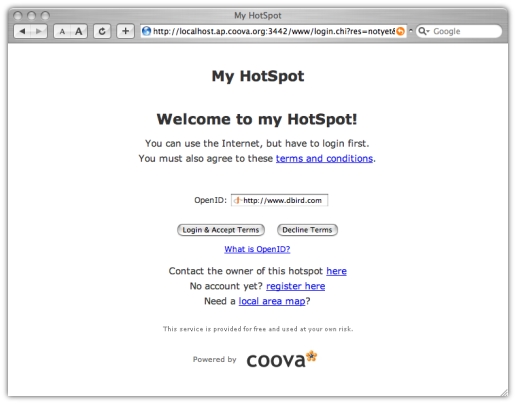 My HotSpot
A A
http://localhost.ap.coova.org:3442/www/login.chi?res=notyet&
Google
My HotSpot
Welcome to my HotSpot!
You can use the Internet, but have to login first.
You must also agree to these terms and conditions.
OpenID: http://www.dbird.com
Login & Accept Terms Decline Terms
What is OpenID?
Contact the owner of this hotspot here
No account yet? register here
Need a local area map?
This service is provided for free and used at your own risk.
Powered by coova